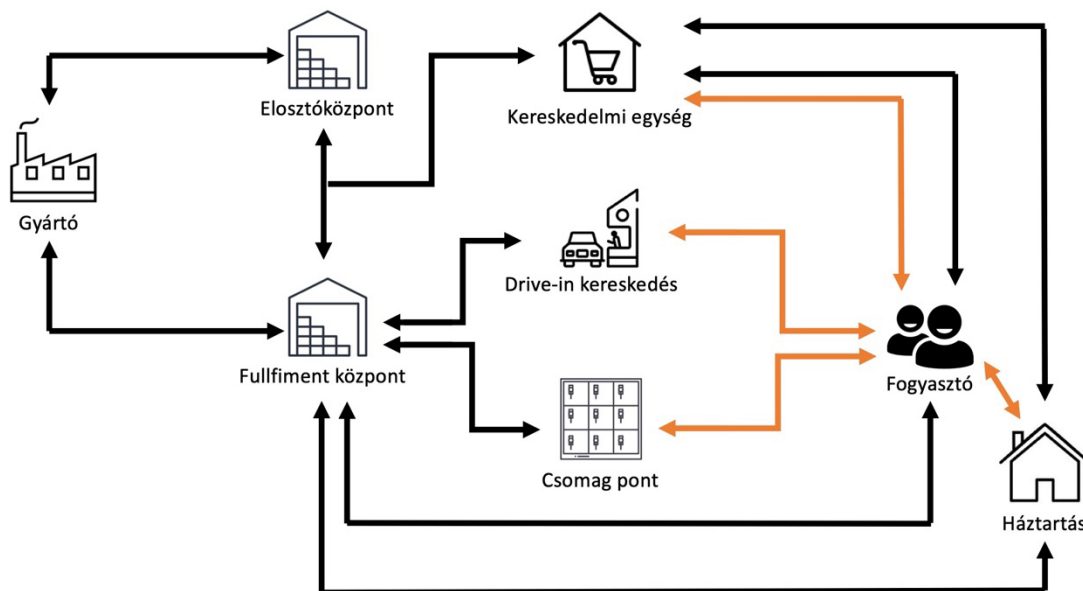 Elosztóközpont
Kereskedelmi egység
Gyártó
Drive-in kereskedés
Fullfiment központ
Fogyasztó
Csomag pont
Háztartás